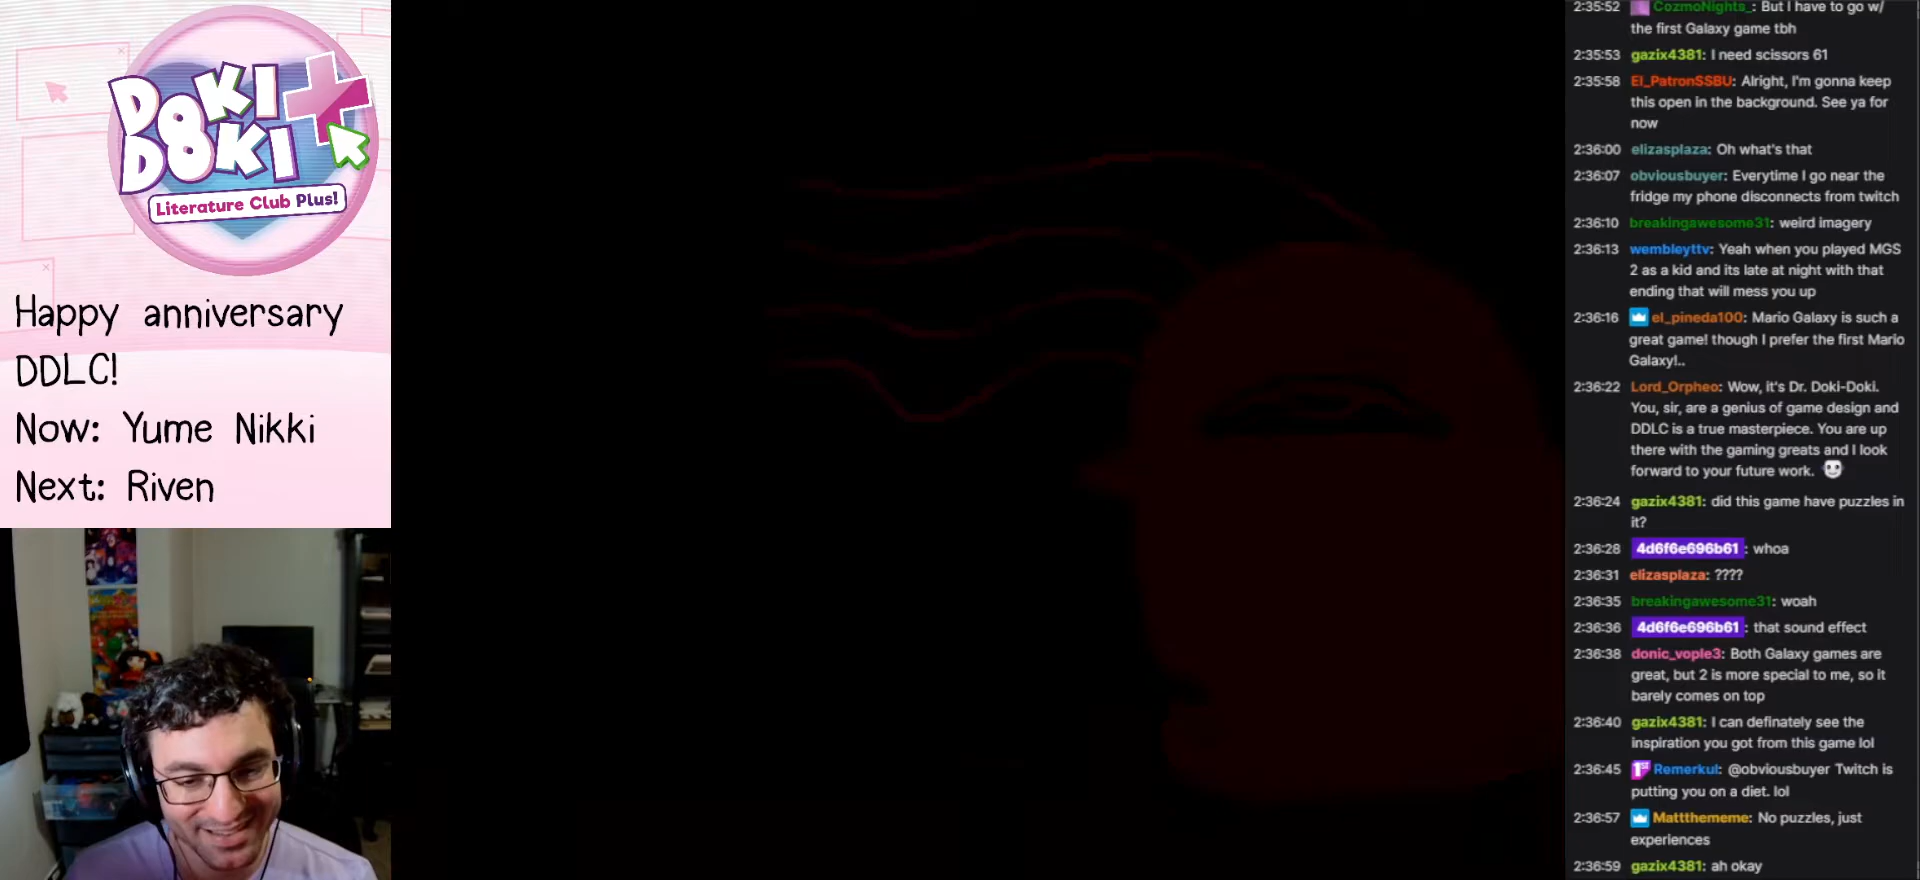 DOKI
DOKI
Literature Club Plus!
Happy anniversary
DDLC!
Now: Yume Nikki
Next: Riven
2:35:52 CozmoNights_: But I have to go w/
the first Galaxy game tbh
2:35:53 gazix4381: I need scissors 61
2:35:58 El_PatronSSBU: Alright, I'm gonna keep
this open in the background. See ya for
now
2:36:00 elizasplaza: Oh what's that
2:36:07 obviousbuyer: Everytime I go near the
fridge my phone disconnects from twitch
2:36:10 breakingawesome31: weird imagery
2:36:13 wembleyttv: Yeah when you played MGS
2 as a kid and its late at night with that
ending that will mess you up
2:36:16 el_pineda100: Mario Galaxy is such a
great game! though I prefer the first Mario
Galaxy!..
2:36:22 Lord_Orpheo: Wow, it's Dr. Doki-Doki.
You, sir, are a genius of game design and
DDLC is a true masterpiece. You are up
there with the gaming greats and I look
forward to your future work.
2:36:24 gazix4381: did this game have puzzles in
it?
2:36:28 4d6f6e696b61: whoa
2:36:31 elizasplaza: ????
2:36:35 breakingawesome31: woah
2:36:36 4d6f6e696b61: that sound effect
2:36:38 donic_vople3: Both Galaxy games are
great, but 2 is more special to me, so it
barely comes on top
2:36:40 gazix4381: I can definately see the
inspiration you got from this game lol
2:36:45 Remerkul: @obviousbuyer Twitch is
putting you on a diet. lol
2:36:57 Mattthememe: No puzzles, just
experiences
2:36:59 gazix4381: ah okay